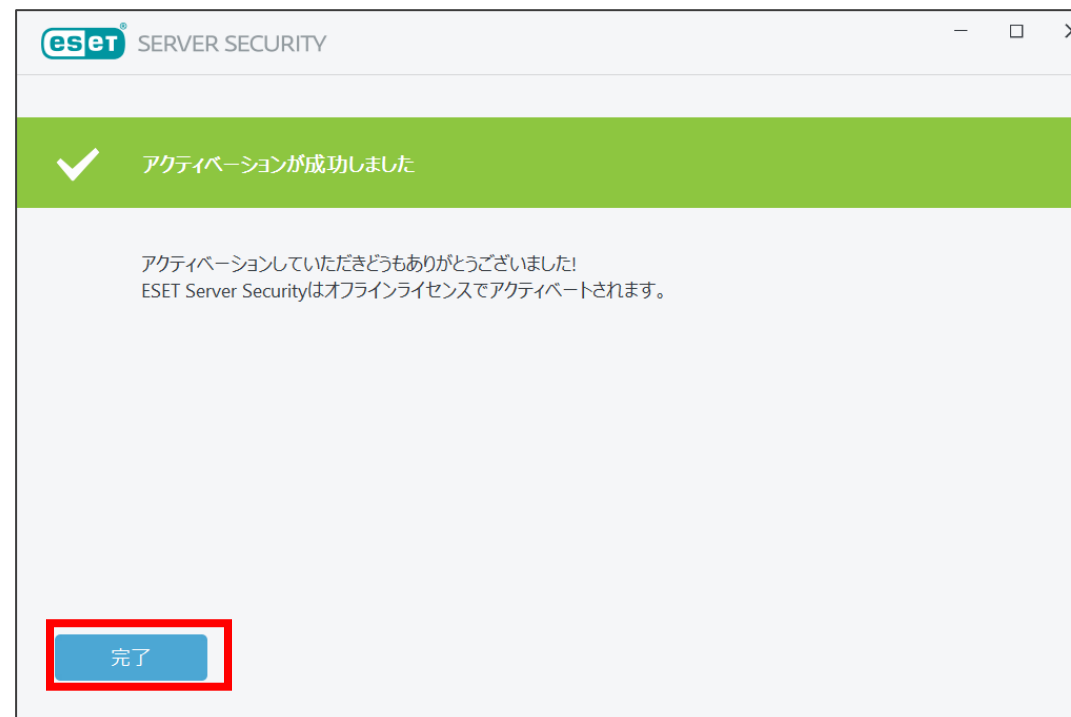 eset® SERVER SECURITY
アクティベーションが成功しました
アクティベーションしていただきどうもありがとうございました!
ESET Server Securityはオフラインライセンスでアクティベートされます。
完了